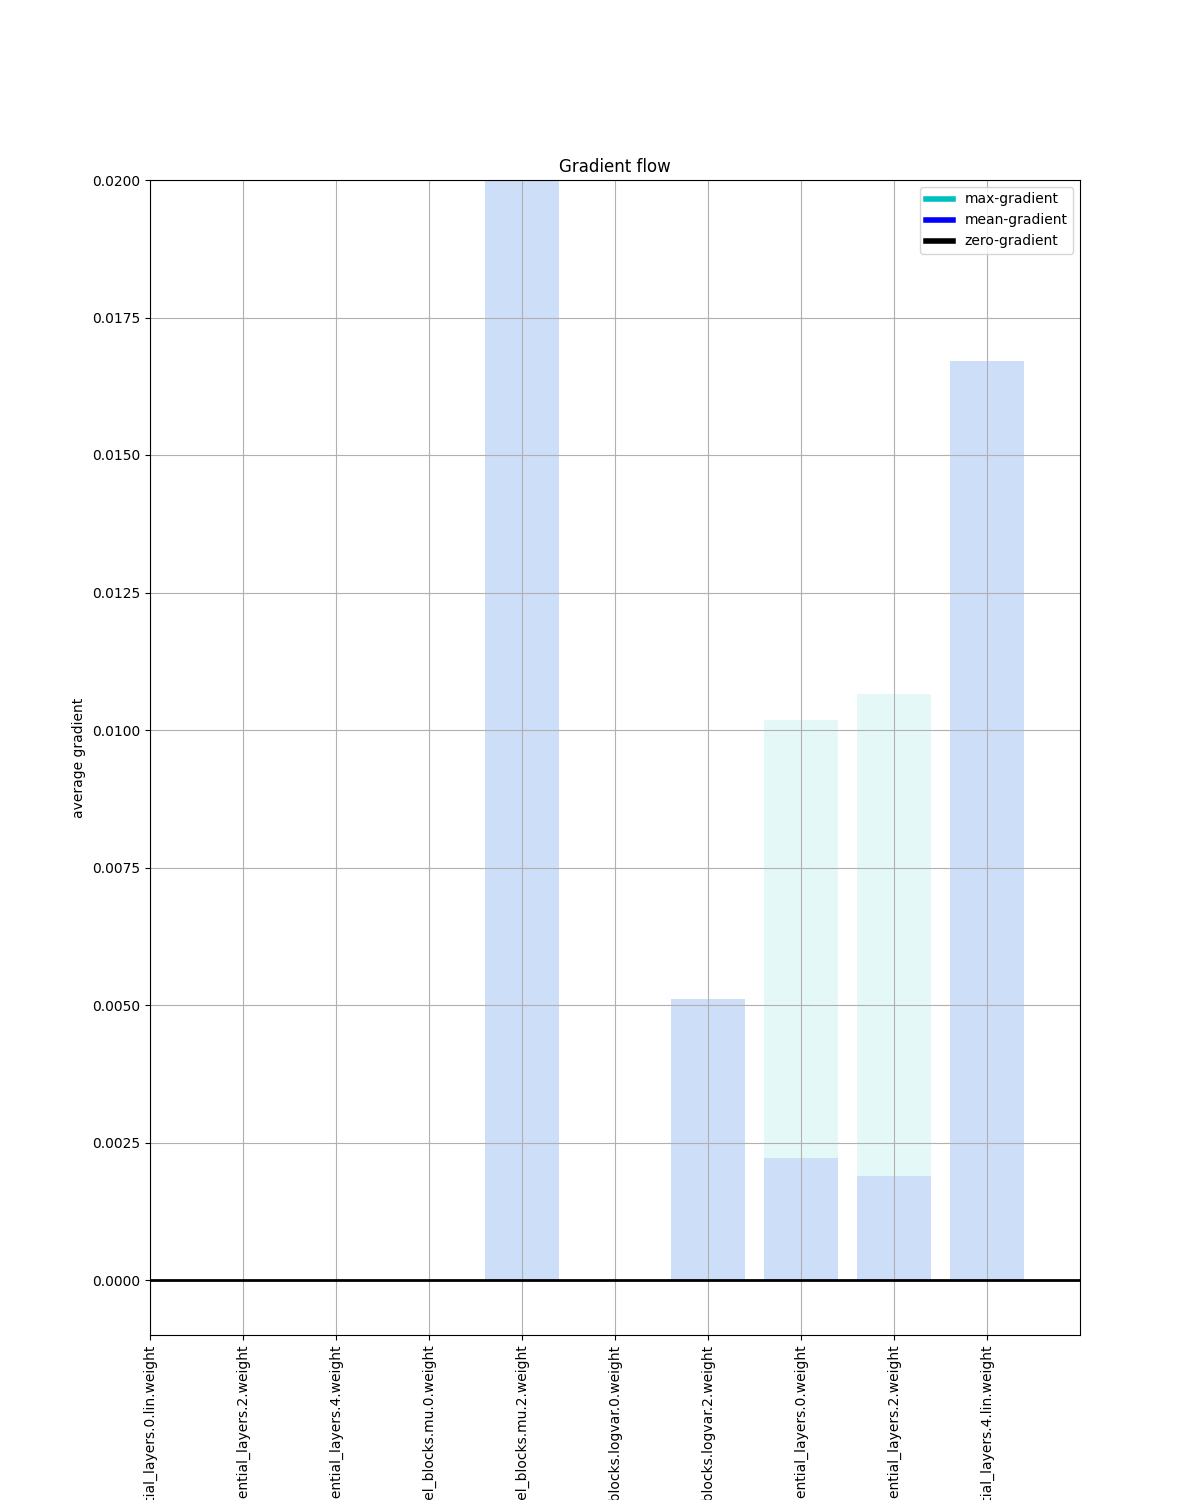 Gradient flow
max-gradient
mean-gradient
zero-gradient
0.0200
0.0175
0.0150
0.0125
0.0100
0.0075
0.0050
0.0025
0.0000
average gradient
tial_layers.0.lin.weight
ential_layers.2.weight
ential_layers.4.weight
el_blocks.mu.0.weight
el_blocks.mu.2.weight
blocks.logvar.0.weight
blocks.logvar.2.weight
ential_layers.0.weight
ential_layers.2.weight
tial_layers.4.lin.weight